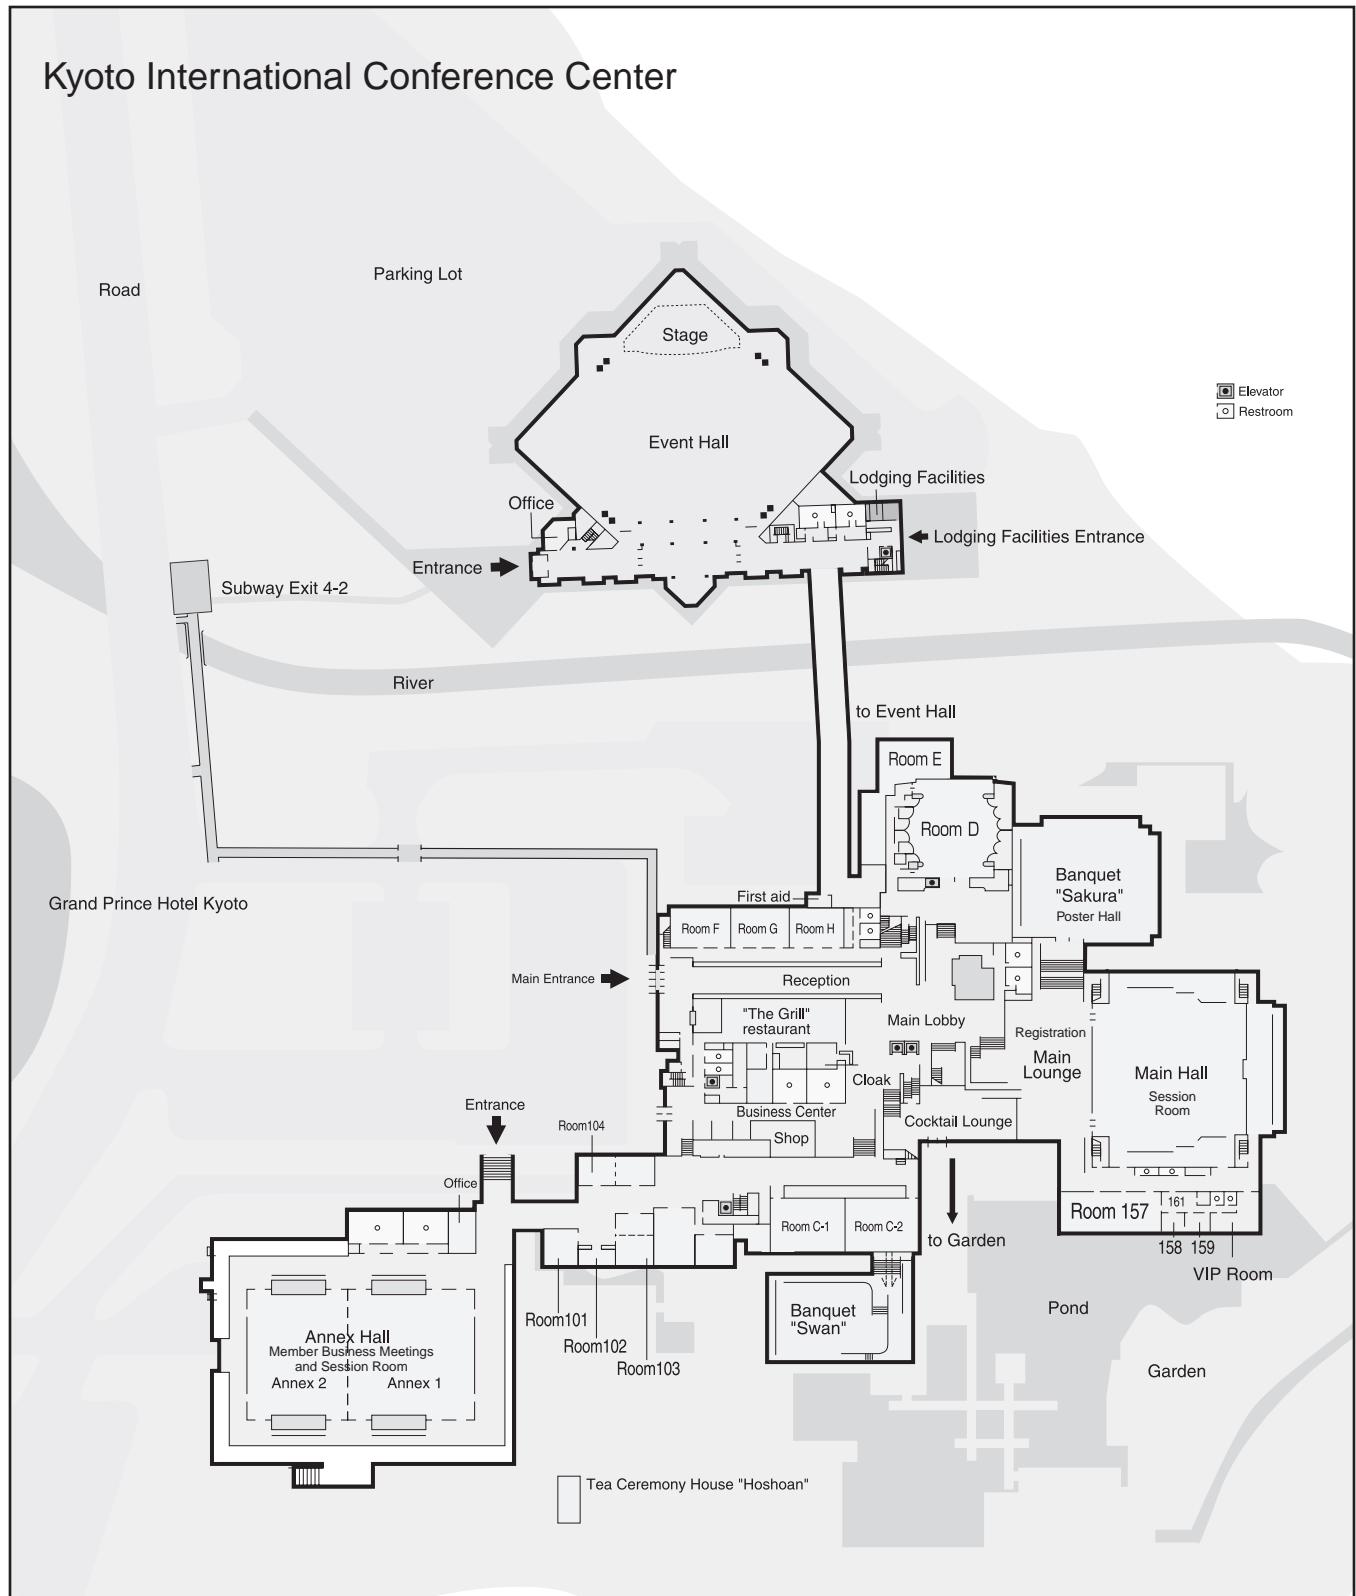 Kyoto International Conference Center
Parking Lot
Road
Stage
Elevator
Restroom
Event Hall
Lodging Facilities
Office
Lodging Facilities Entrance
Entrance
Subway Exit 4-2
River
to Event Hall
Room E
Room D
Banquet
"Sakura"
Poster Hall
First aid
Grand Prince Hotel Kyoto
Room F
Room G
Room H
Main Entrance
Reception
"The Grill"
restaurant
Main Lobby
Registration
Main
Lounge
Main Hall
Session
Room
Cloak
Business Center
Entrance
Room104
Shop
Cocktail Lounge
Office
Room C-1
Room C-2
to Garden
Room 157
161
158
159
VIP Room
Banquet
"Swan"
Pond
Room101
Room102
Room103
Annex Hall
Member Business Meetings
and Session Room
Annex 2
Annex 1
Garden
Tea Ceremony House "Hoshoan"